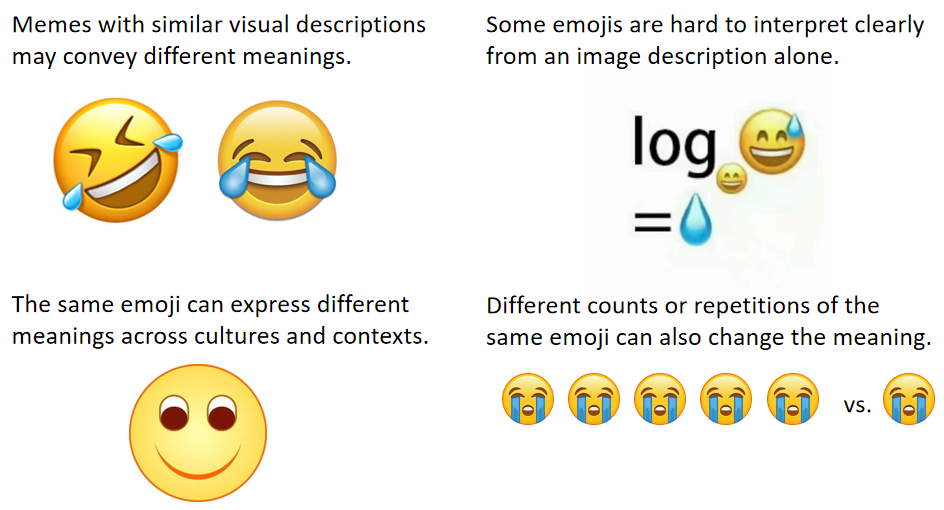 Memes with similar visual descriptions
may convey different meanings.
Some emojis are hard to interpret clearly
from an image description alone.
log
=
The same emoji can express different
meanings across cultures and contexts.
Different counts or repetitions of the
same emoji can also change the meaning.
vs.